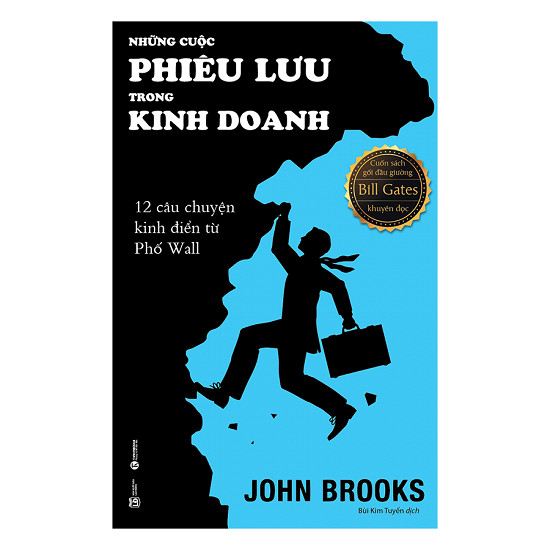 NHỮNG CUỘC
PHIÊU LƯU
TRONG
KINH DOANH
Cuốn sách
gối đầu giường
Bill Gates
khuyên đọc
12 câu chuyện
kinh điển từ
Phố Wall
JOHN BROOKS
Bùi Kim Tuyến dịch